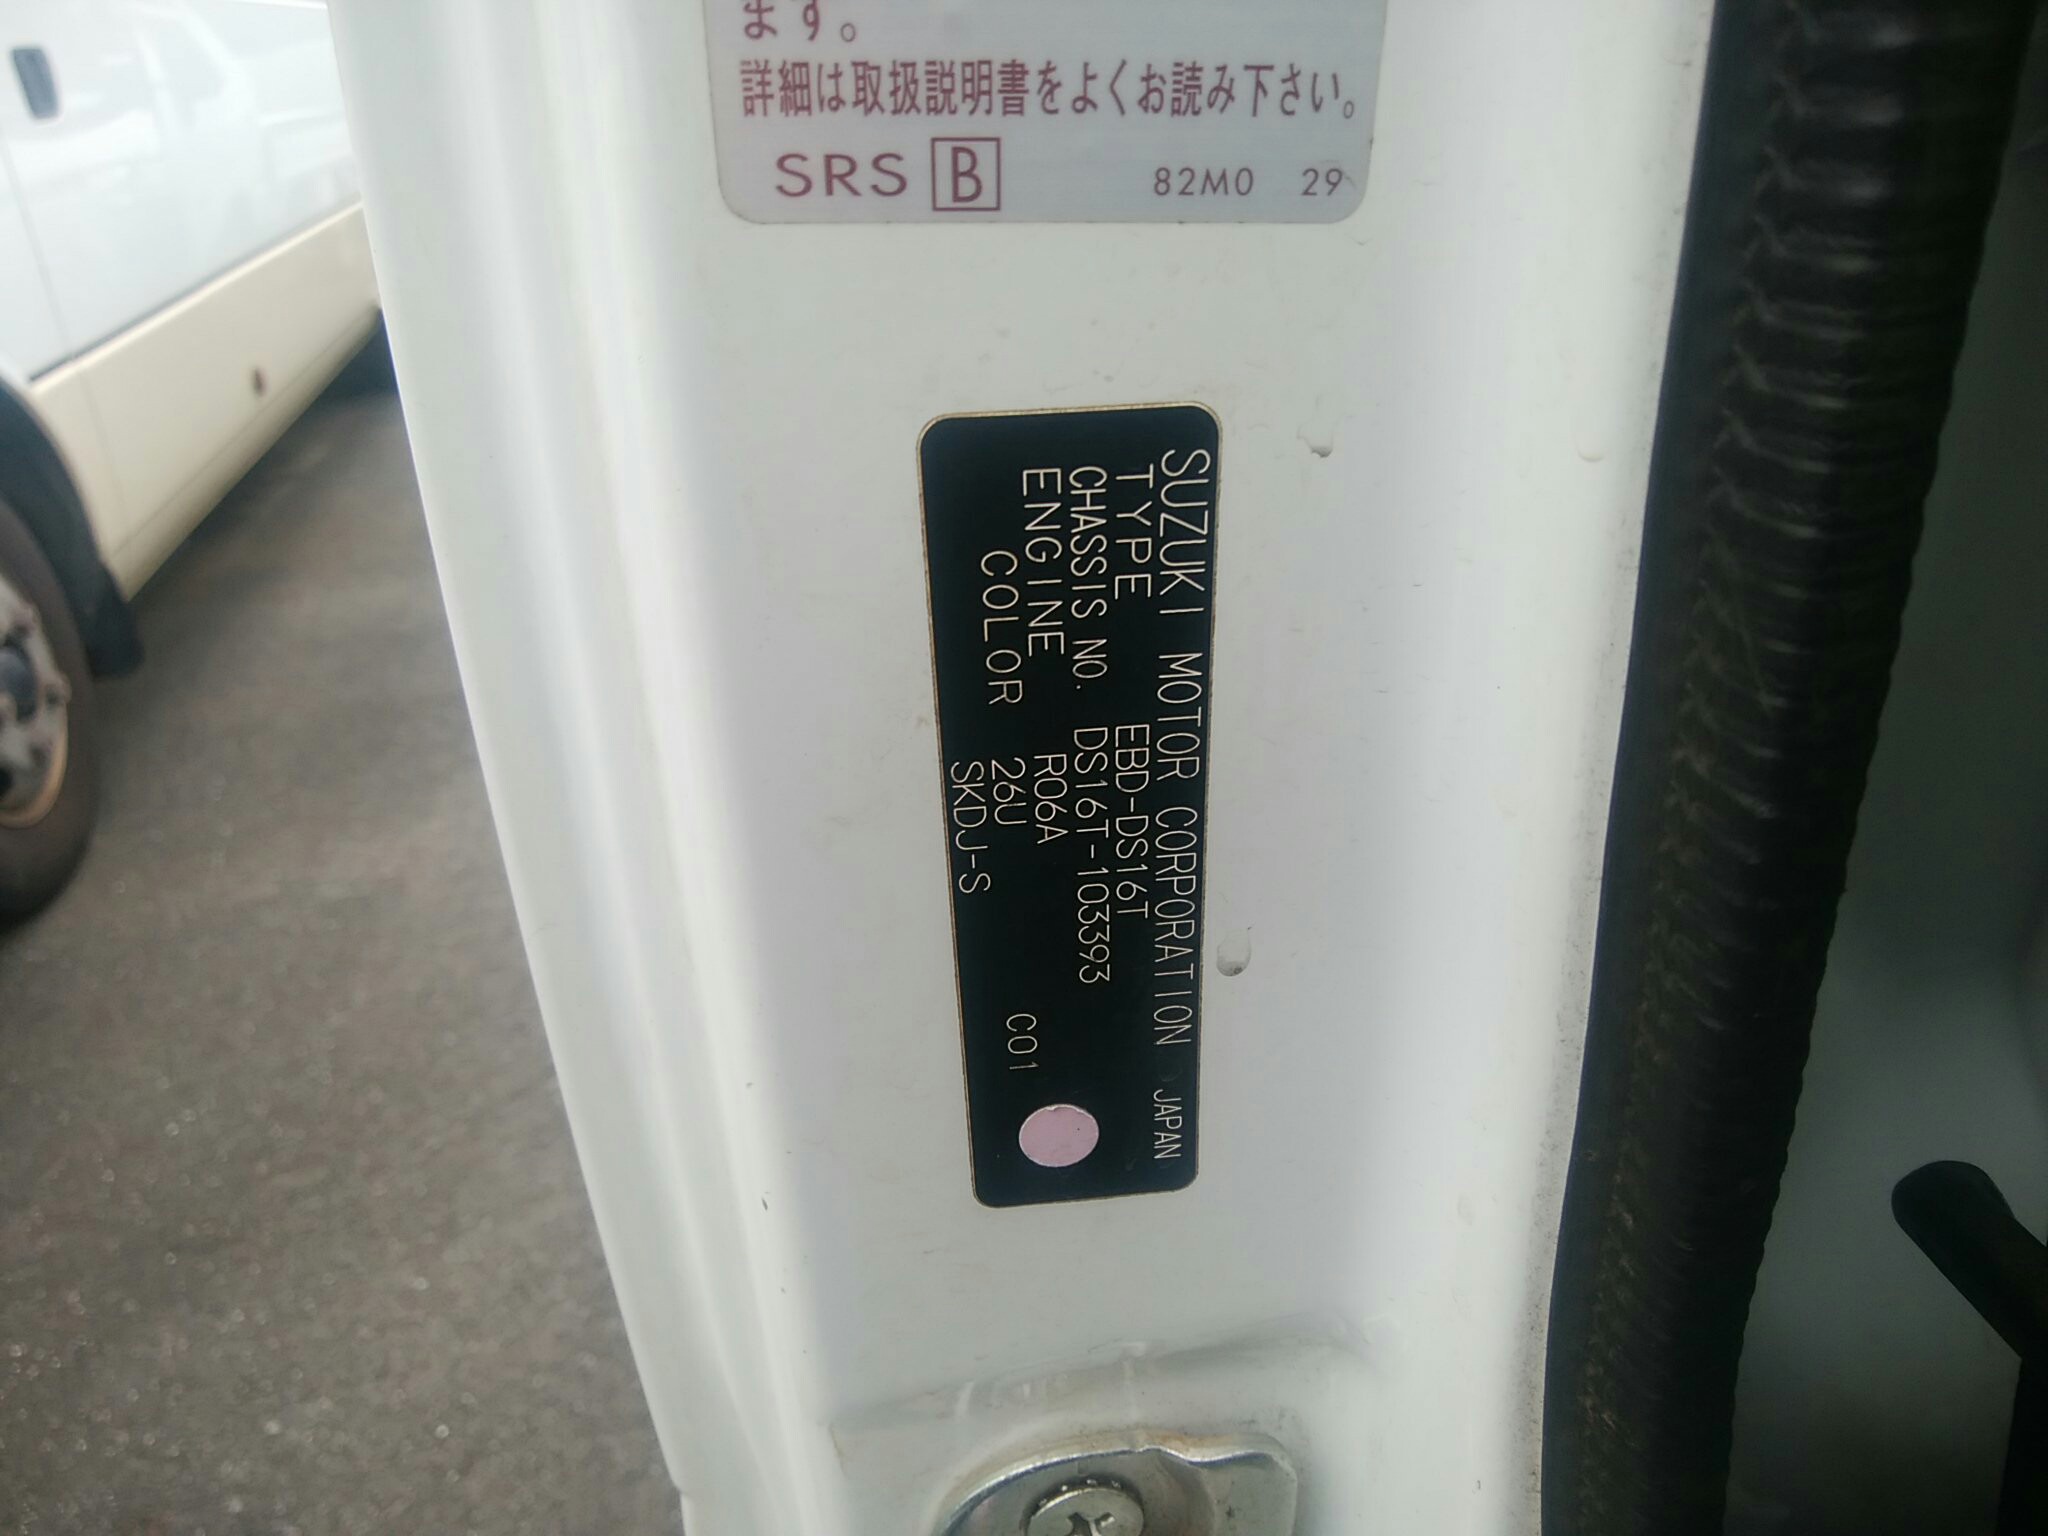 ます。
詳細は取扱説明書をよくお読み下さい。
SRS B 82M0 29
SUZUKI MOTOR CORPORATION JAPAN
TYPE EBD-DS16T
CHASSIS NO. DS16T-103393
ENGINE R06A
COLOR 26U C01
SKDJ-S